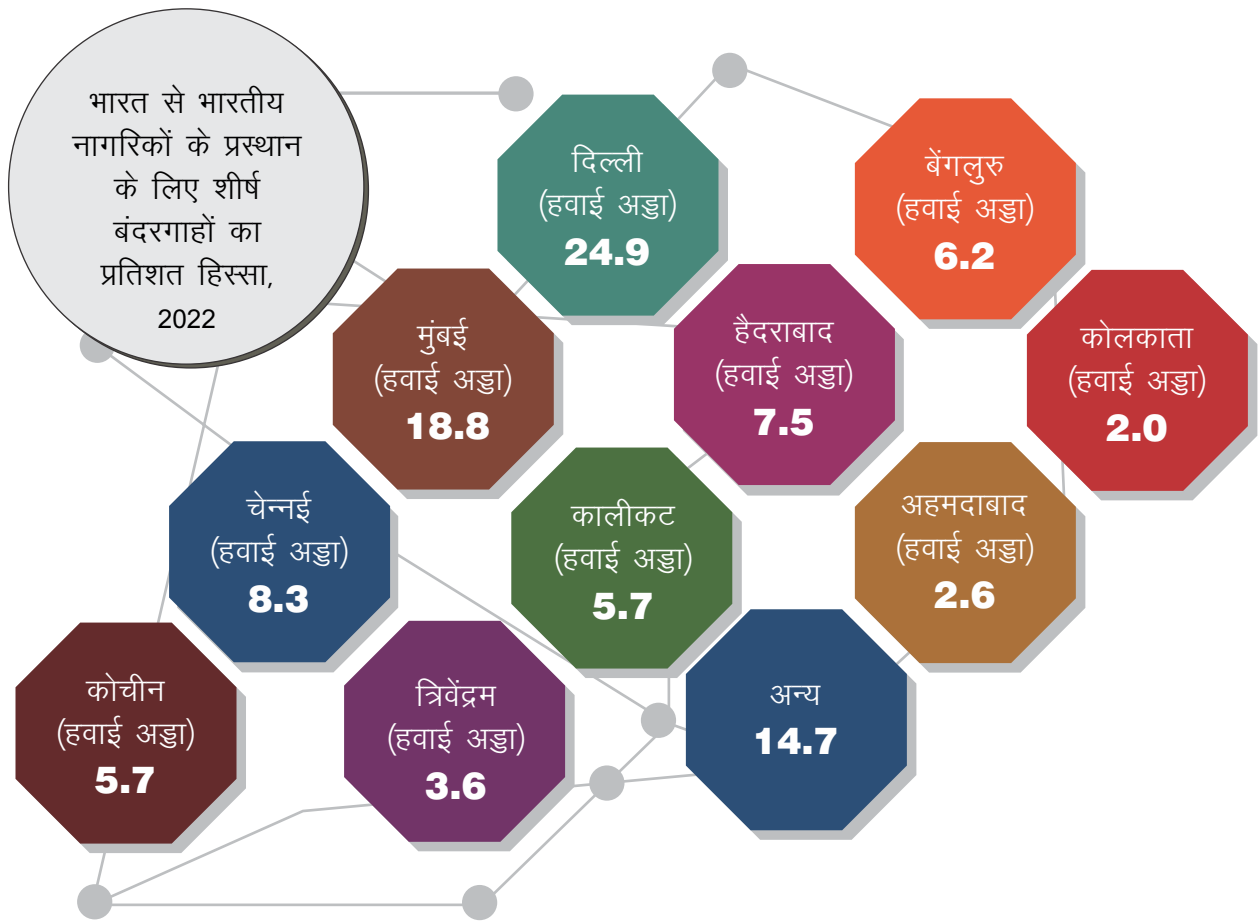 भारत से भारतीय
नागरिकों के प्रस्थान
के लिए शीर्ष
बंदरगाहों का
प्रतिशत हिस्सा,
2022
दिल्ली
(हवाई अड्डा)
24.9
बेंगलुरु
(हवाई अड्डा)
6.2
मुंबई
(हवाई अड्डा)
18.8
हैदराबाद
(हवाई अड्डा)
7.5
कोलकाता
(हवाई अड्डा)
2.0
चेन्नई
(हवाई अड्डा)
8.3
कालीकट
(हवाई अड्डा)
5.7
अहमदाबाद
(हवाई अड्डा)
2.6
कोचीन
(हवाई अड्डा)
5.7
त्रिवेंद्रम
(हवाई अड्डा)
3.6
अन्य
14.7